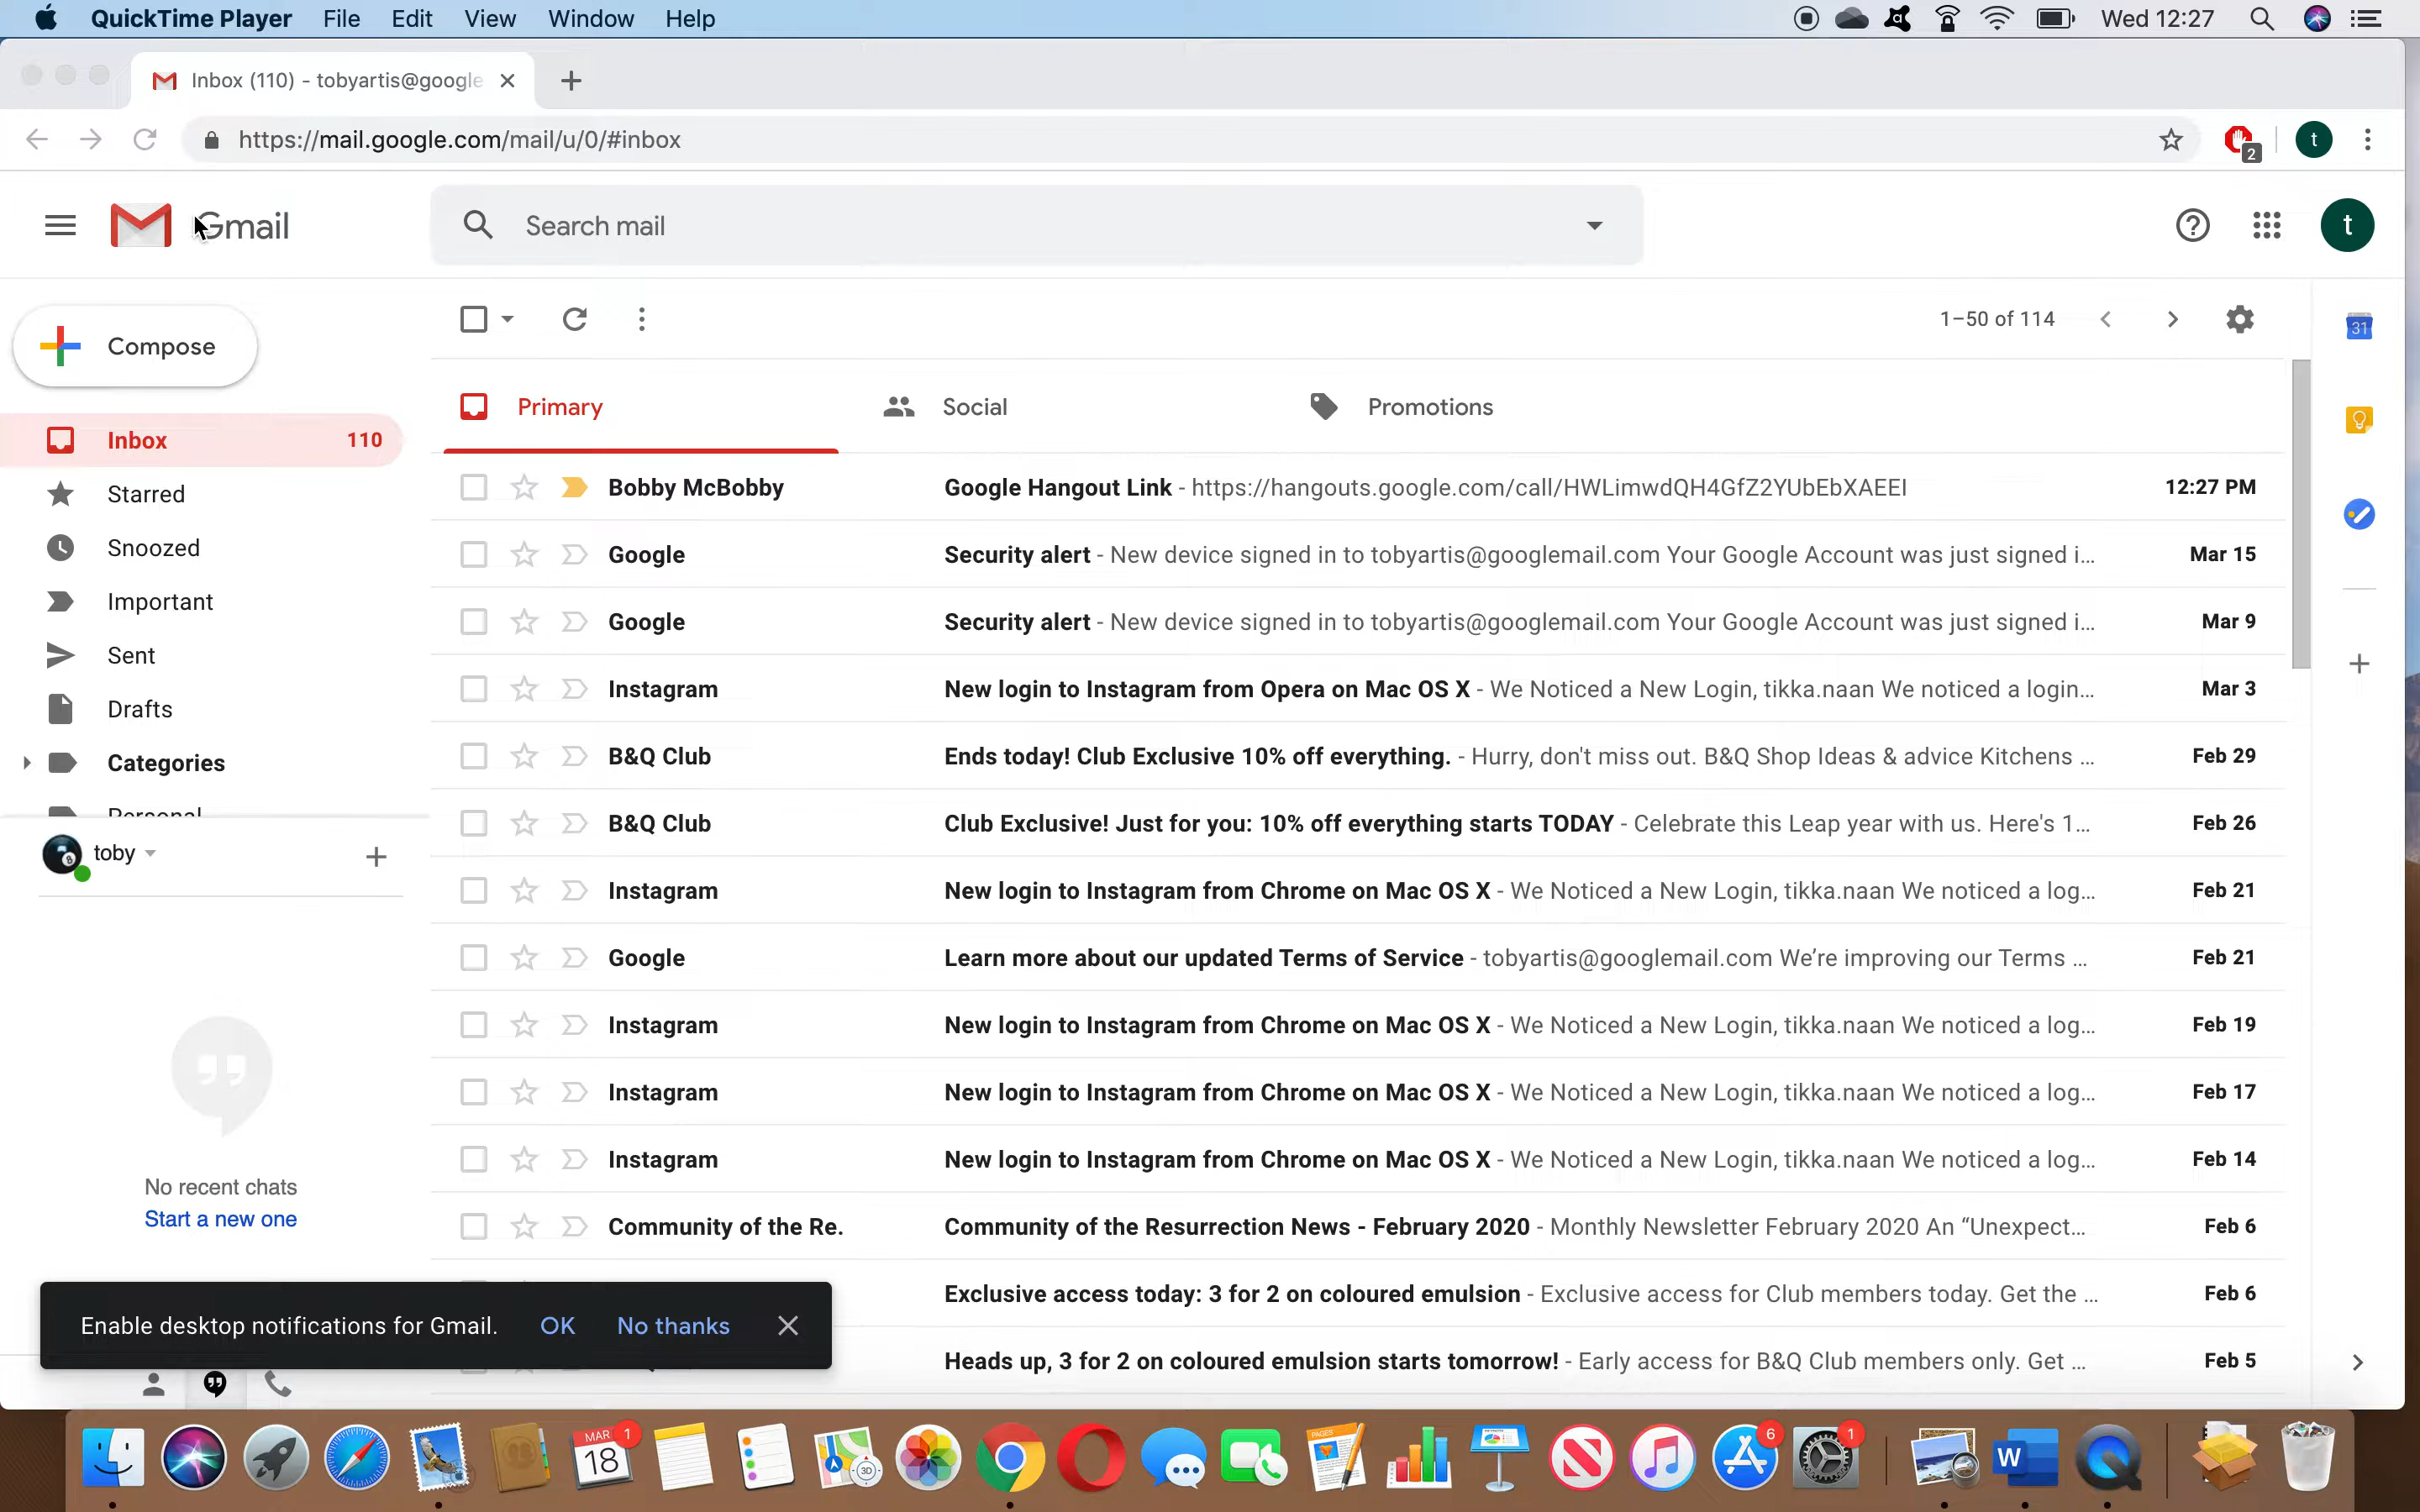 QuickTime Player File Edit View Window Help Wed 12:27
Inbox (110) - tobyartis@google
https://mail.google.com/mail/u/0/#inbox 2 t
Gmail Search mail t
Compose 1–50 of 114 31
Primary Social Promotions
Inbox 110
Starred
Snoozed
Important
Sent
Drafts
Categories
Personal
Bobby McBobby Google Hangout Link - https://hangouts.google.com/call/HWLimwdQH4GfZ2YUbEbXAEEI 12:27 PM
Google Security alert - New device signed in to tobyartis@googlemail.com Your Google Account was just signed i... Mar 15
Google Security alert - New device signed in to tobyartis@googlemail.com Your Google Account was just signed i... Mar 9
Instagram New login to Instagram from Opera on Mac OS X - We Noticed a New Login, tikka.naan We noticed a login... Mar 3
B&Q Club Ends today! Club Exclusive 10% off everything. - Hurry, don't miss out. B&Q Shop Ideas & advice Kitchens ... Feb 29
B&Q Club Club Exclusive! Just for you: 10% off everything starts TODAY - Celebrate this Leap year with us. Here's 1... Feb 26
Instagram New login to Instagram from Chrome on Mac OS X - We Noticed a New Login, tikka.naan We noticed a log... Feb 21
Google Learn more about our updated Terms of Service - tobyartis@googlemail.com We're improving our Terms ... Feb 21
Instagram New login to Instagram from Chrome on Mac OS X - We Noticed a New Login, tikka.naan We noticed a log... Feb 19
Instagram New login to Instagram from Chrome on Mac OS X - We Noticed a New Login, tikka.naan We noticed a log... Feb 17
Instagram New login to Instagram from Chrome on Mac OS X - We Noticed a New Login, tikka.naan We noticed a log... Feb 14
Community of the Re. Community of the Resurrection News - February 2020 - Monthly Newsletter February 2020 An “Unexpect... Feb 6
Exclusive access today: 3 for 2 on coloured emulsion - Exclusive access for Club members today. Get the ... Feb 6
Heads up, 3 for 2 on coloured emulsion starts tomorrow! - Early access for B&Q Club members only. Get ... Feb 5
toby
No recent chats
Start a new one
Enable desktop notifications for Gmail. OK No thanks
MAR 18 1 PAGES 3D 6 1 W